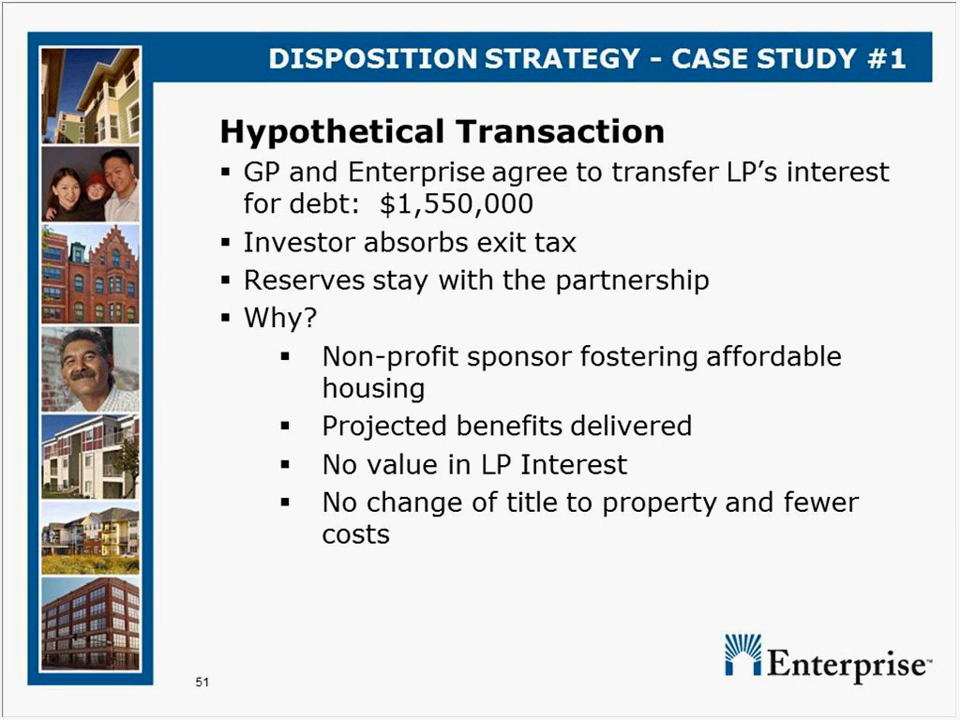 DISPOSITION STRATEGY - CASE STUDY #1
Hypothetical Transaction
▪ GP and Enterprise agree to transfer LP's interest
for debt: $1,550,000
▪ Investor absorbs exit tax
▪ Reserves stay with the partnership
▪ Why?
▪ Non-profit sponsor fostering affordable
housing
▪ Projected benefits delivered
▪ No value in LP Interest
▪ No change of title to property and fewer
costs
Enterprise™
51